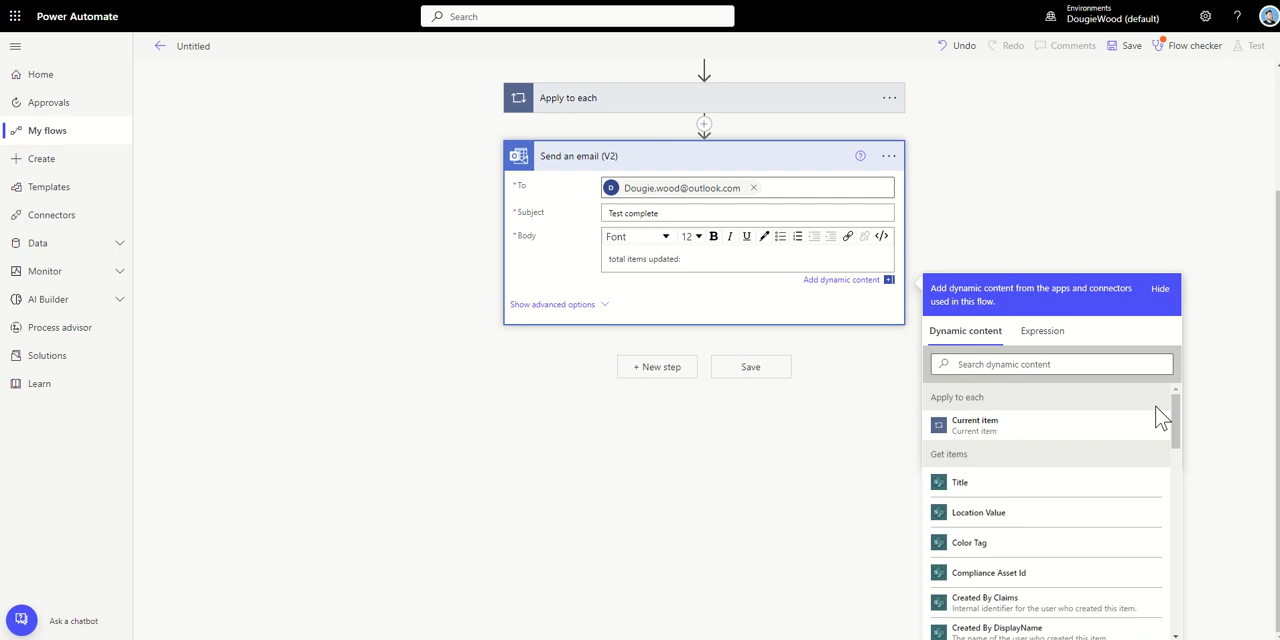 Power Automate
Search
Environments
DougieWood (default)
Untitled
Undo
Redo
Comments
Save
Flow checker
Test
Home
Approvals
My flows
Create
Templates
Connectors
Data
Monitor
AI Builder
Process advisor
Solutions
Learn
Ask a chatbot
Apply to each
Send an email (V2)
* To
D
Dougie.wood@outlook.com
* Subject
Test complete
* Body
Font
12
B
I
U
</>
total items updated:
Add dynamic content
Show advanced options
+ New step
Save
Add dynamic content from the apps and connectors
used in this flow.
Hide
Dynamic content
Expression
Search dynamic content
Apply to each
Current item
Current item
Get items
Title
Location Value
Color Tag
Compliance Asset Id
Created By Claims
Internal identifier for the user who created this item.
Created By DisplayName
The name of the user who created this item.